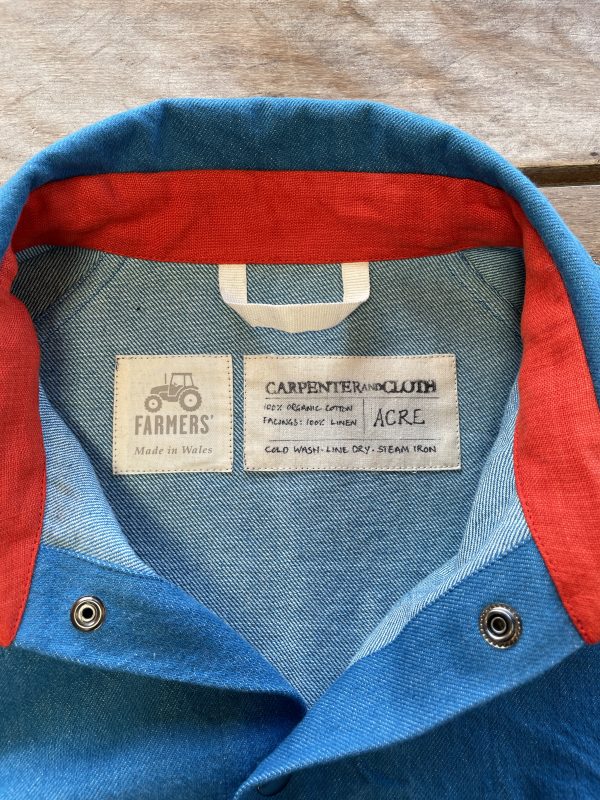 FARMERS'
Made in Wales
CARPENTER AND CLOTH
100% ORGANIC COTTON
FACINGS: 100% LINEN
ACRE
COLD WASH · LINE DRY · STEAM IRON